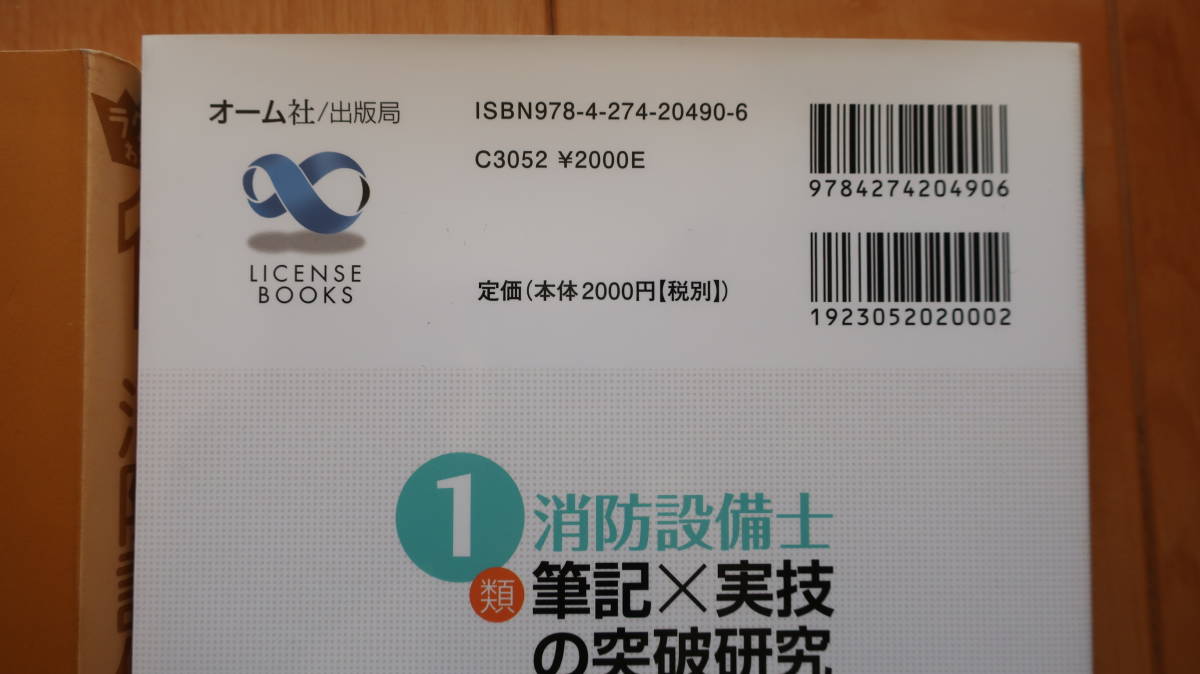 オーム社/出版局
LICENSE
BOOKS
ISBN978-4-274-20490-6
C3052 ¥2000E
定価(本体2000円【税別】)
9784274204906
1923052020002
1
類
消防設備士
筆記×実技
の突破研究